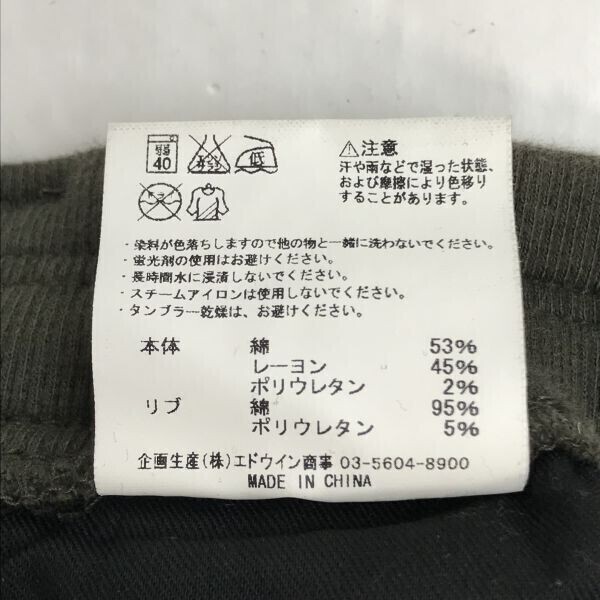 弱
40
エンソ
サラシ
低
⚠注意
汗や雨などで湿った状態、
および摩擦により色移り
することがあります。
・染料が色落ちしますので他の物と一緒に洗わないでください。
・蛍光剤の使用はお避けください。
・長時間水に浸漬しないでください。
・スチームアイロンは使用しないでください。
・タンブラー乾燥は、お避けください。
本体 綿 53%
レーヨン 45%
ポリウレタン 2%
リブ 綿 95%
ポリウレタン 5%
企画生産(株)エドウイン商事 03-5604-8900
MADE IN CHINA